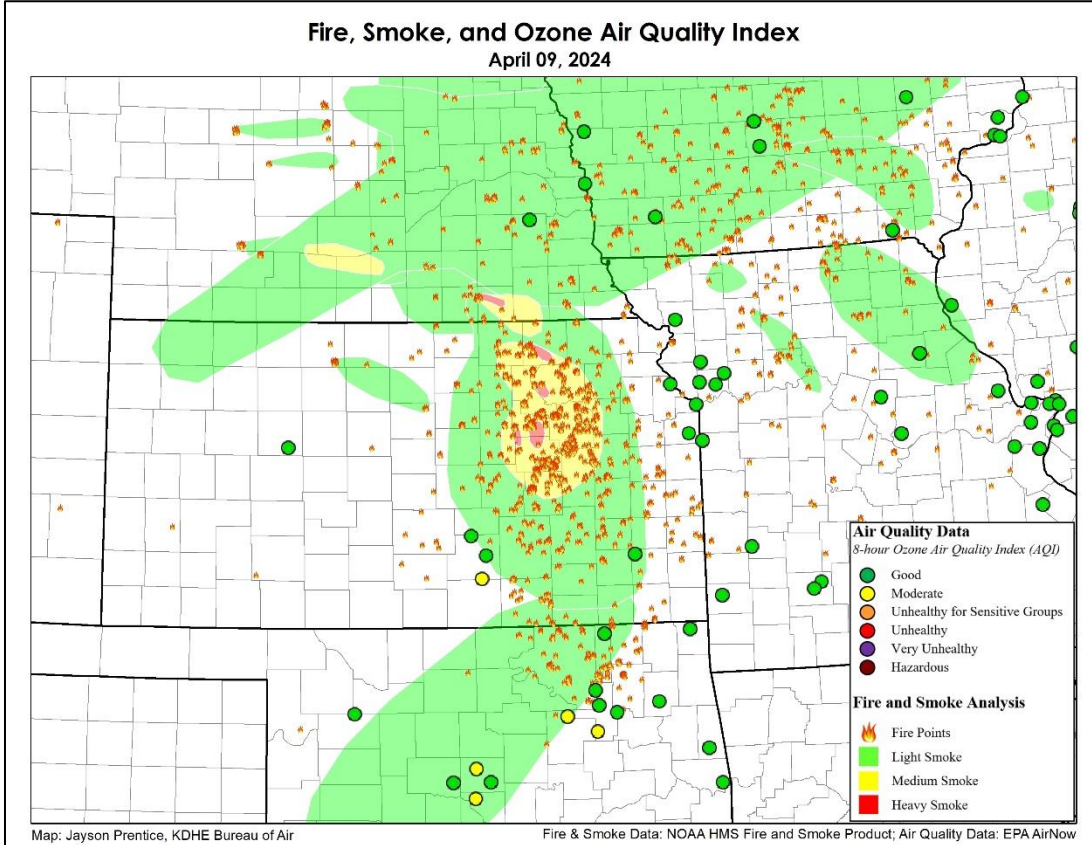 Fire, Smoke, and Ozone Air Quality Index
April 09, 2024
Air Quality Data
8-hour Ozone Air Quality Index (AQI)
Good
Moderate
Unhealthy for Sensitive Groups
Unhealthy
Very Unhealthy
Hazardous
Fire and Smoke Analysis
Fire Points
Light Smoke
Medium Smoke
Heavy Smoke
Map: Jayson Prentice, KDHE Bureau of Air
Fire & Smoke Data: NOAA HMS Fire and Smoke Product; Air Quality Data: EPA AirNow